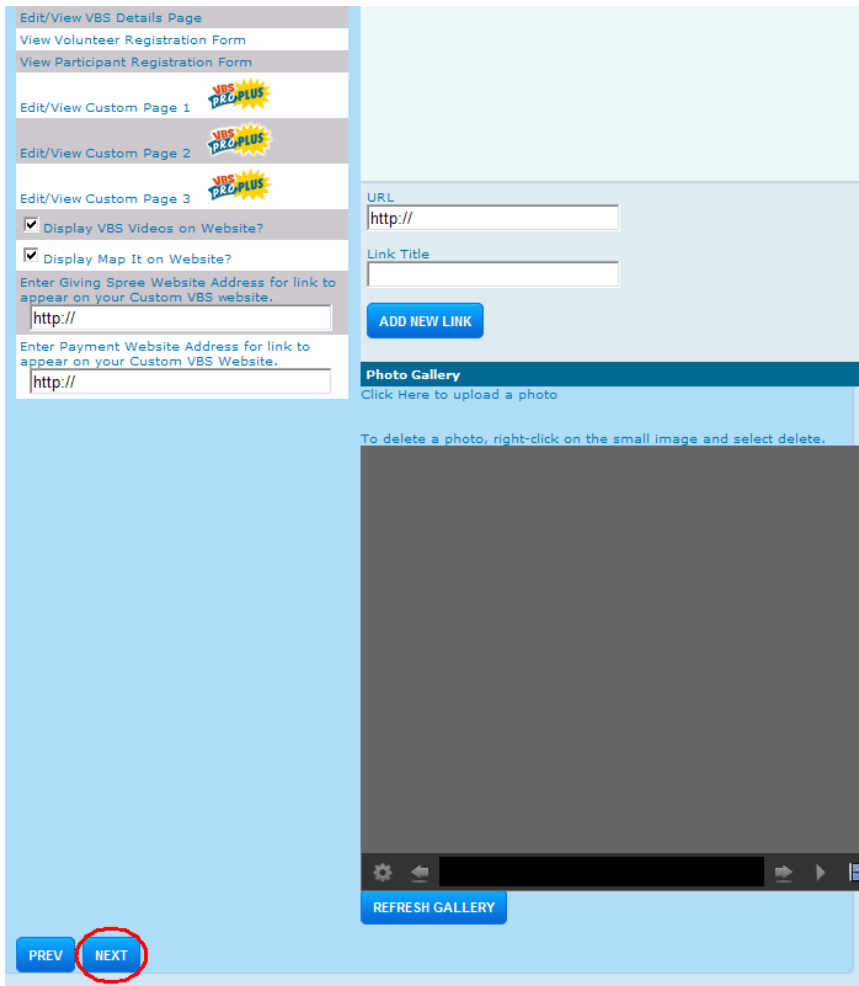 Edit/View VBS Details Page
View Volunteer Registration Form
View Participant Registration Form
Edit/View Custom Page 1 VBS PRO PLUS
Edit/View Custom Page 2 VBS PRO PLUS
Edit/View Custom Page 3 VBS PRO PLUS
Display VBS Videos on Website?
Display Map It on Website?
Enter Giving Spree Website Address for link to
appear on your Custom VBS website.
http://
Enter Payment Website Address for link to
appear on your Custom VBS Website.
http://
URL
http://
Link Title
ADD NEW LINK
Photo Gallery
Click Here to upload a photo
To delete a photo, right-click on the small image and select delete.
REFRESH GALLERY
PREV NEXT